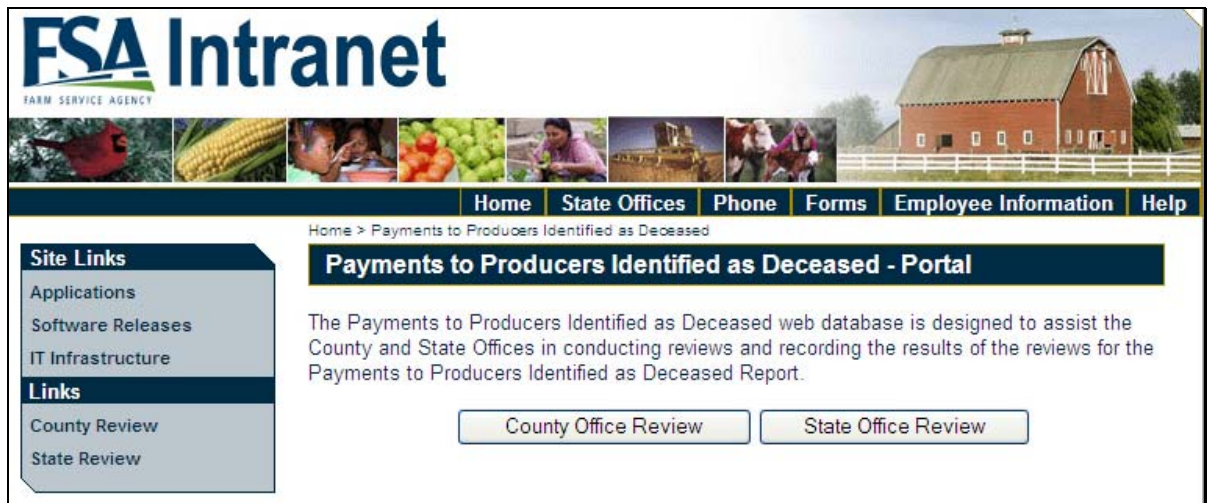 FSA Intranet
FARM SERVICE AGENCY
Home State Offices Phone Forms Employee Information Help
Home > Payments to Producers Identified as Deceased
Site Links
Applications
Software Releases
IT Infrastructure
Links
County Review
State Review
Payments to Producers Identified as Deceased - Portal
The Payments to Producers Identified as Deceased web database is designed to assist the
County and State Offices in conducting reviews and recording the results of the reviews for the
Payments to Producers Identified as Deceased Report.
County Office Review State Office Review